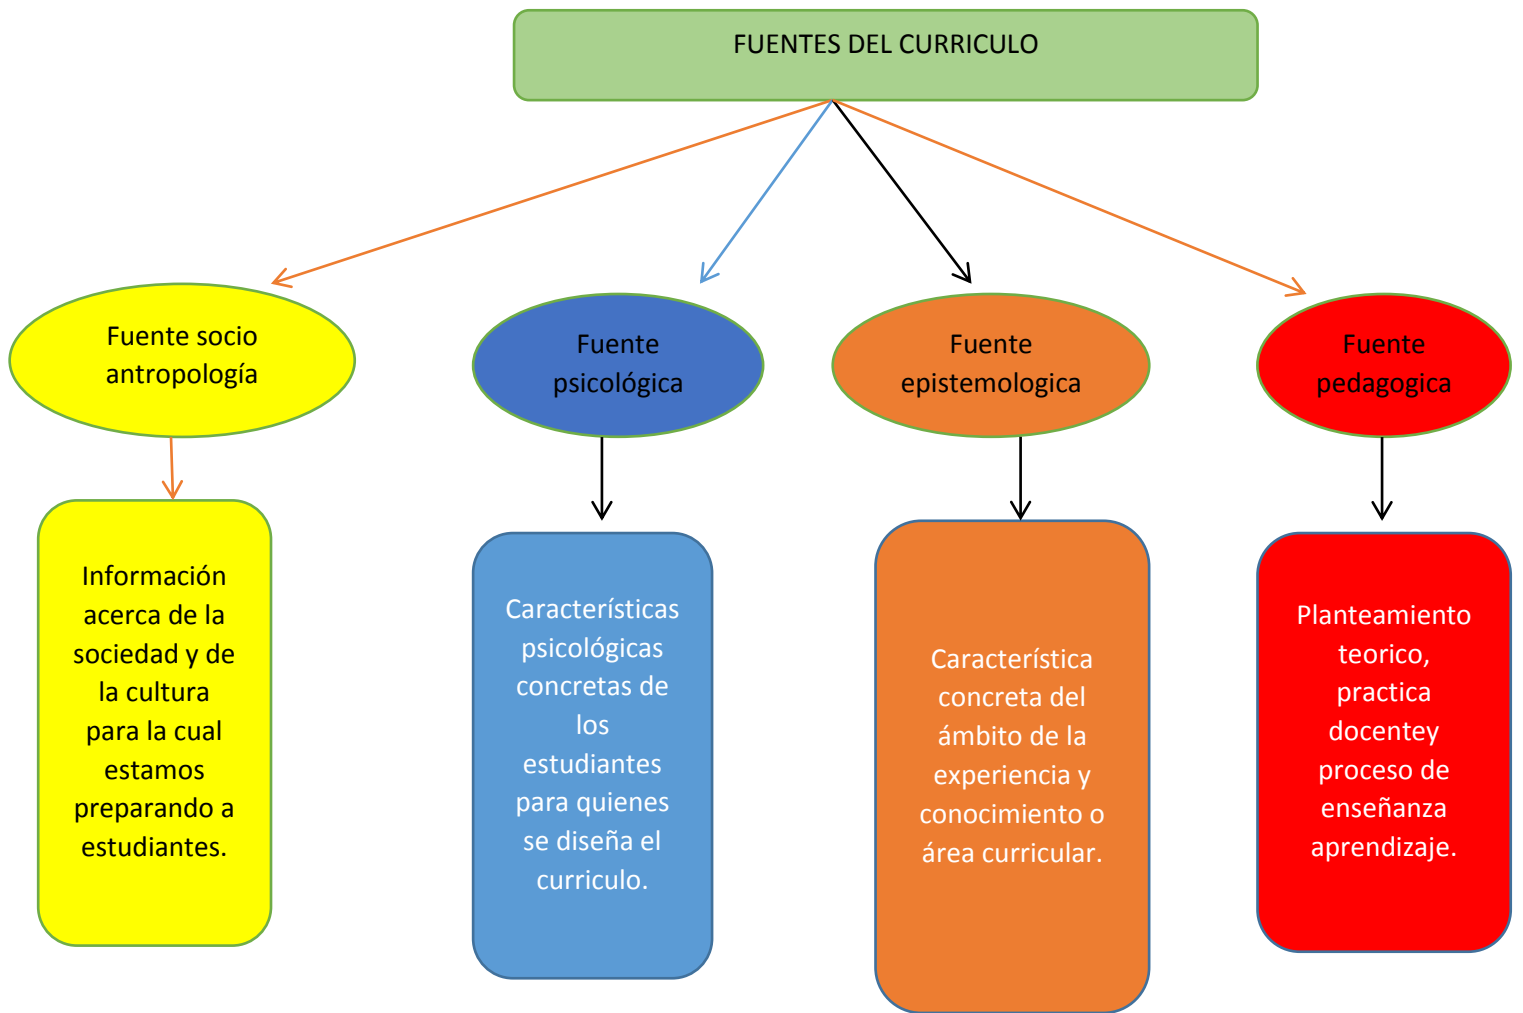 FUENTES DEL CURRICULO
Fuente socio
antropología
Fuente
psicológica
Fuente
epistemologica
Fuente
pedagogica
Información
acerca de la
sociedad y de
la cultura
para la cual
estamos
preparando a
estudiantes.
Características
psicológicas
concretas de
los
estudiantes
para quienes
se diseña el
curriculo.
Característica
concreta del
ámbito de la
experiencia y
conocimiento o
área curricular.
Planteamiento
teorico,
practica
docentey
proceso de
enseñanza
aprendizaje.